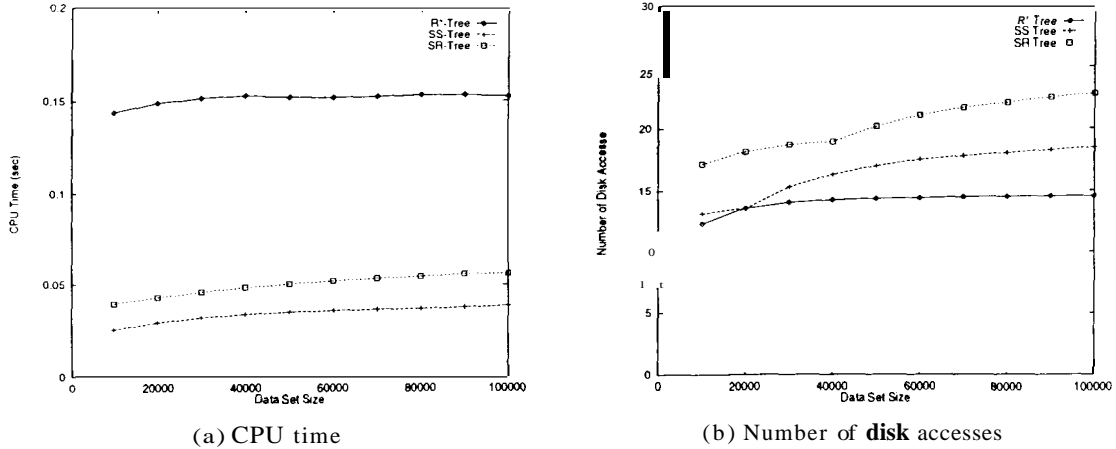 0.2
R*-Tree
SS-Tree
SR-Tree
0.15
0.1
0.05
0
CPU Time (sec)
0 20000 40000 60000 80000 100000
Data Set Size
(a) CPU time
30
R* Tree
SS Tree
SR Tree
25
20
15
0
5
0
Number of Disk Accesse
0 20000 40000 60000 80000 100000
Data Set Size
(b) Number of disk accesses